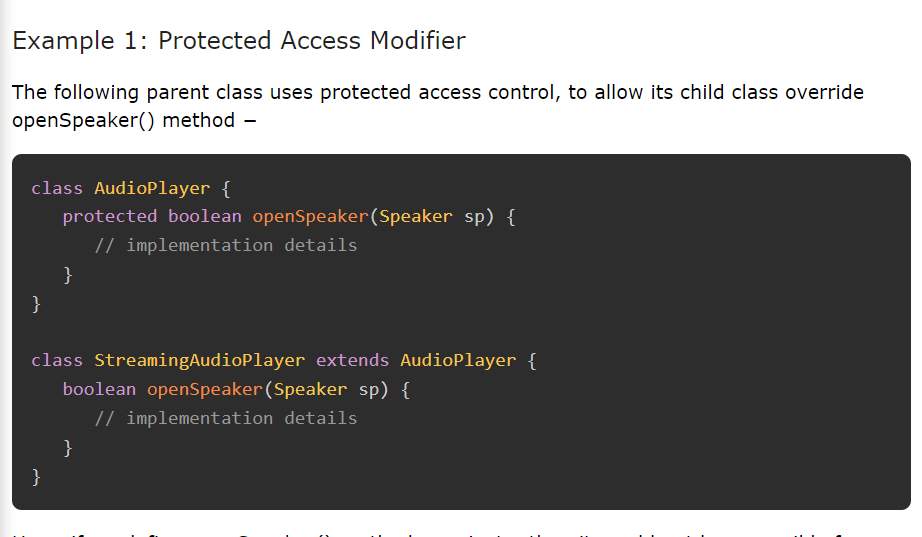 Example 1: Protected Access Modifier
The following parent class uses protected access control, to allow its child class override
openSpeaker() method −
class AudioPlayer {
   protected boolean openSpeaker(Speaker sp) {
      // implementation details
   }
}
class StreamingAudioPlayer extends AudioPlayer {
   boolean openSpeaker(Speaker sp) {
      // implementation details
   }
}